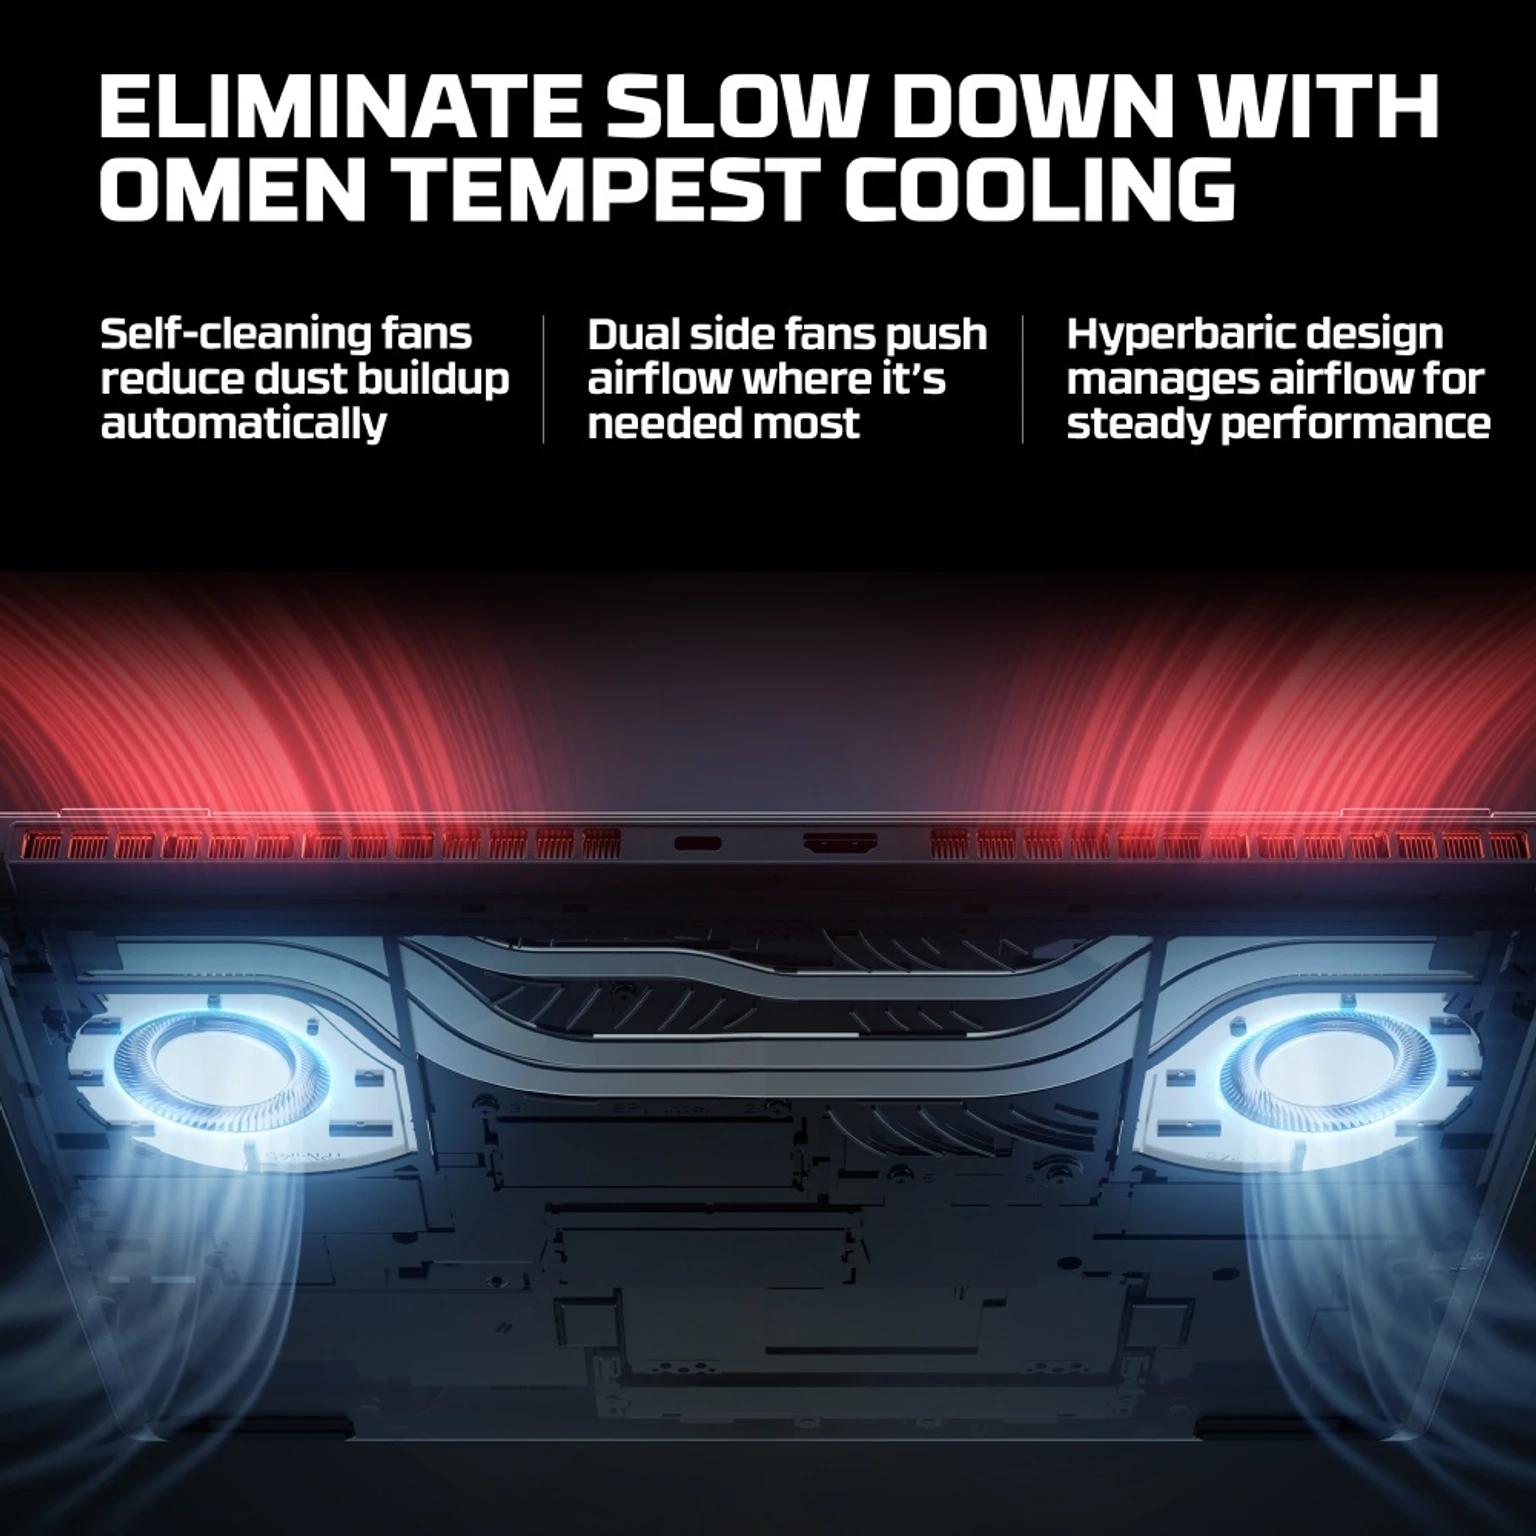 ELIMINATE SLOW DOWN WITH
OMEN TEMPEST COOLING
Self-cleaning fans
reduce dust buildup
automatically
Dual side fans push
airflow where it's
needed most
Hyperbaric design
manages airflow for
steady performance